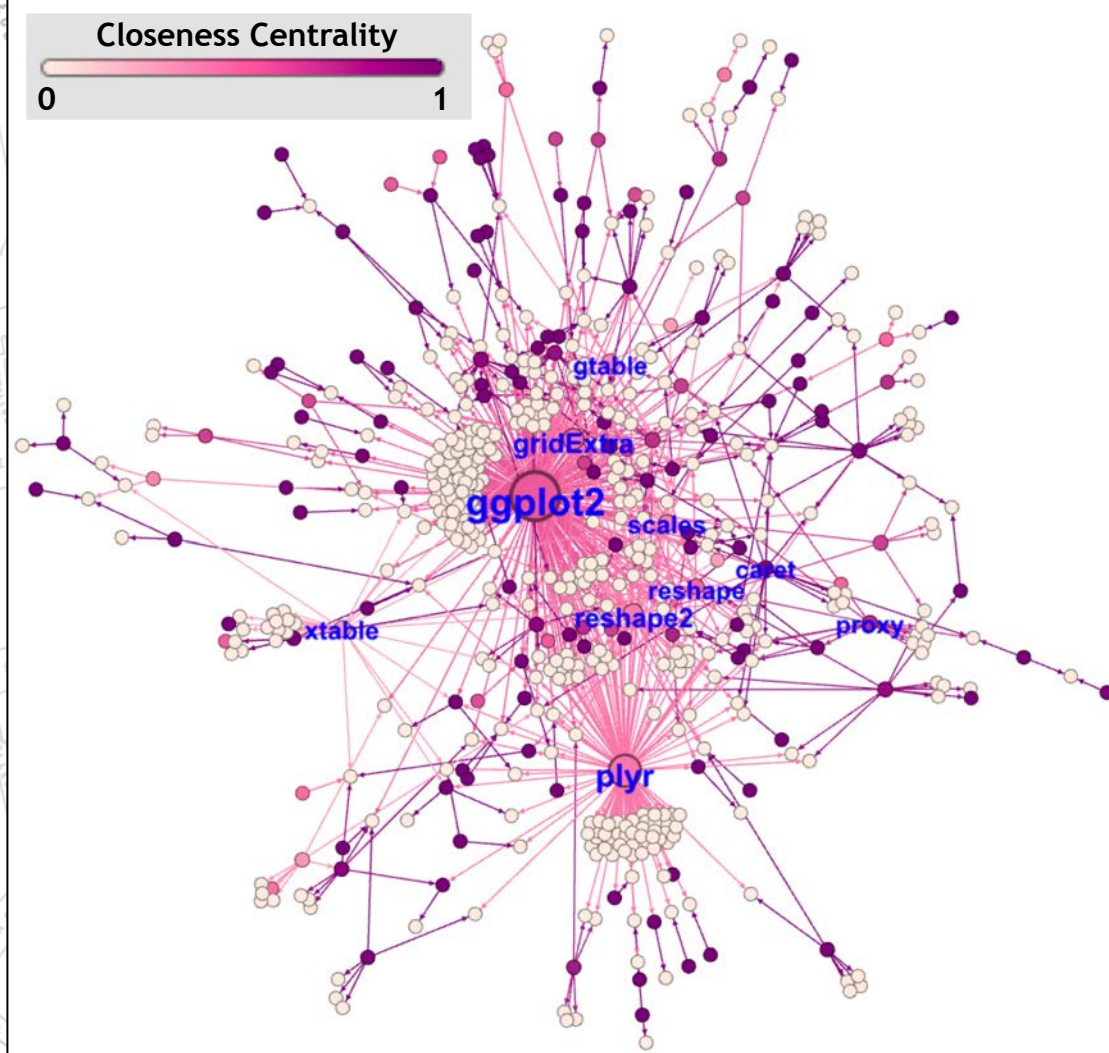 Closeness Centrality
0 1
gtable
gridExtra
ggplot2
scales
caret
reshape
reshape2
proxy
xtable
plyr